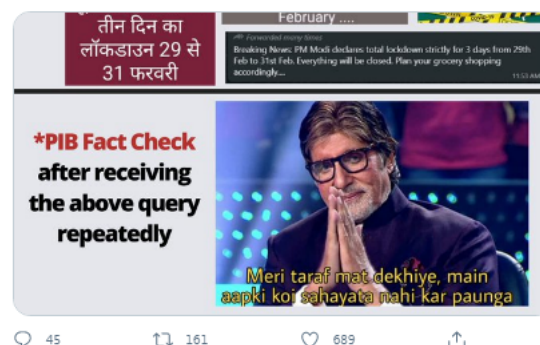 February ....
तीन दिन का
लॉकडाउन 29 से
31 फरवरी
Forwarded many times
Breaking News: PM Modi declares total lockdown strictly for 3 days from 29th
Feb to 31st Feb. Everything will be closed. Plan your grocery shopping
accordingly....
11:53 AM
*PIB Fact Check
after receiving
the above query
repeatedly
Meri taraf mat dekhiye, main
aapki koi sahayata nahi kar paunga
45 161 689